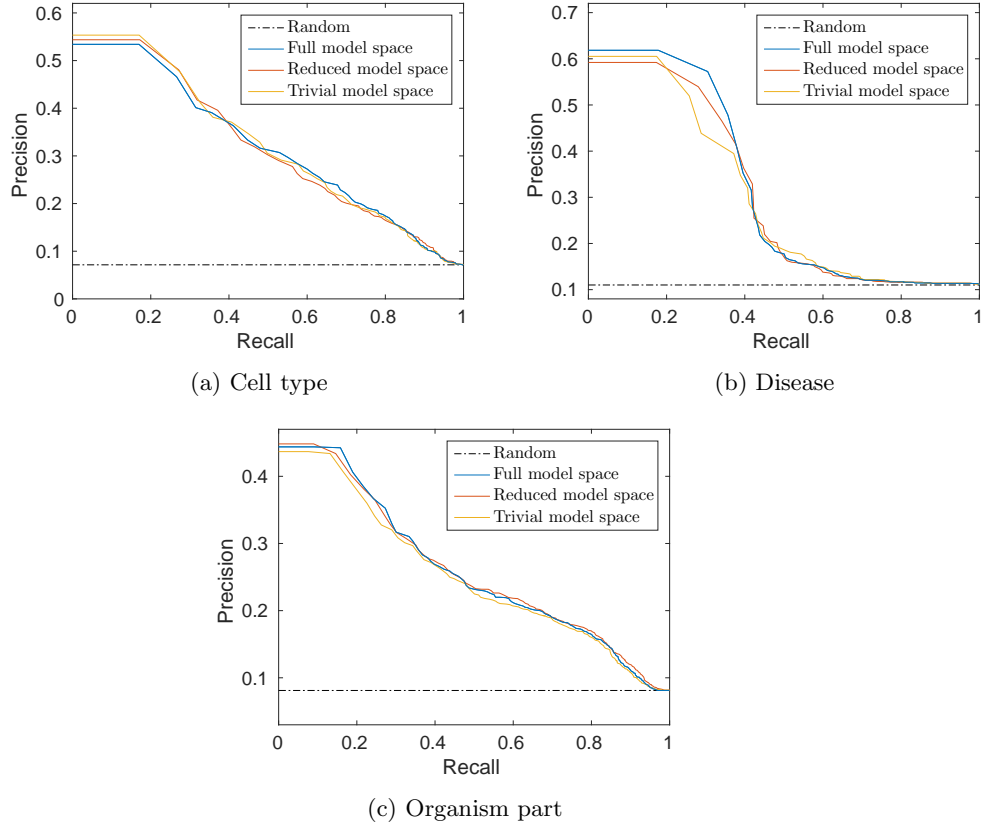 Random
Full model space
Reduced model space
Trivial model space
0.6
0.5
0.4
0.3
0.2
0.1
0
Precision
0 0.2 0.4 0.6 0.8 1
Recall
(a) Cell type
Random
Full model space
Reduced model space
Trivial model space
0.7
0.6
0.5
0.4
0.3
0.2
0.1
Precision
0 0.2 0.4 0.6 0.8 1
Recall
(b) Disease
Random
Full model space
Reduced model space
Trivial model space
0.4
0.3
0.2
0.1
Precision
0 0.2 0.4 0.6 0.8 1
Recall
(c) Organism part